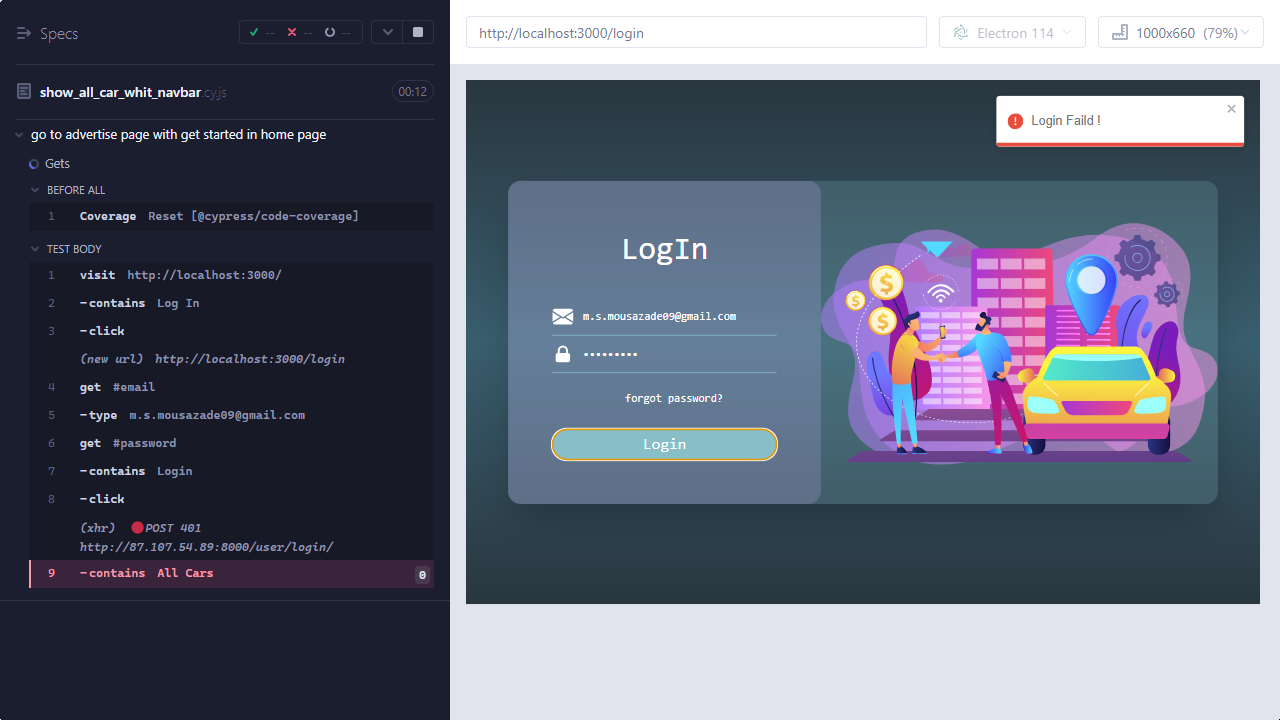 Specs
-- -- --
show_all_car_whit_navbar.cy.js 00:12
go to advertise page with get started in home page
Gets
BEFORE ALL
1 Coverage Reset [@cypress/code-coverage]
TEST BODY
1 visit http://localhost:3000/
2 -contains Log In
3 -click
(new url) http://localhost:3000/login
4 get #email
5 -type m.s.mousazade09@gmail.com
6 get #password
7 -contains Login
8 -click
(xhr) POST 401
http://87.107.54.89:8000/user/login/
9 -contains All Cars 0
http://localhost:3000/login
Electron 114
1000x660 (79%)
Login Faild !
LogIn
m.s.mousazade09@gmail.com
•••••••••
forgot password?
Login